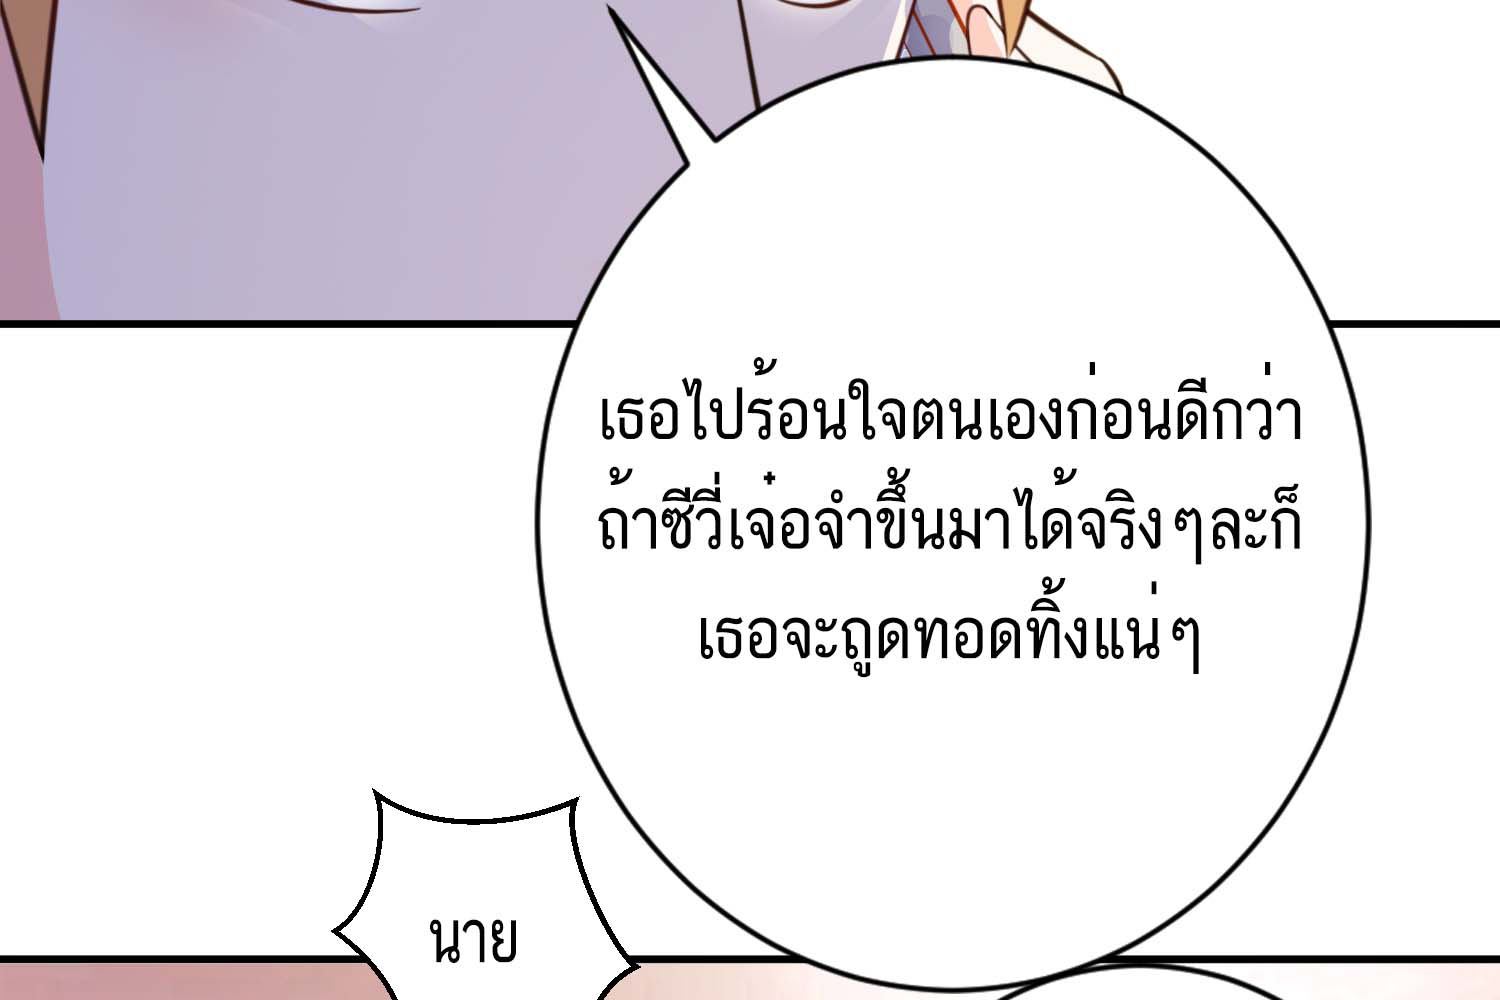 เธอไปร้อนใจตนเองก่อนดีกว่า
ถ้าซีวี่เจ๋อจำขึ้นมาได้จริงๆละก็
เธอจะถูดทอดทิ้งแน่ๆ
นาย